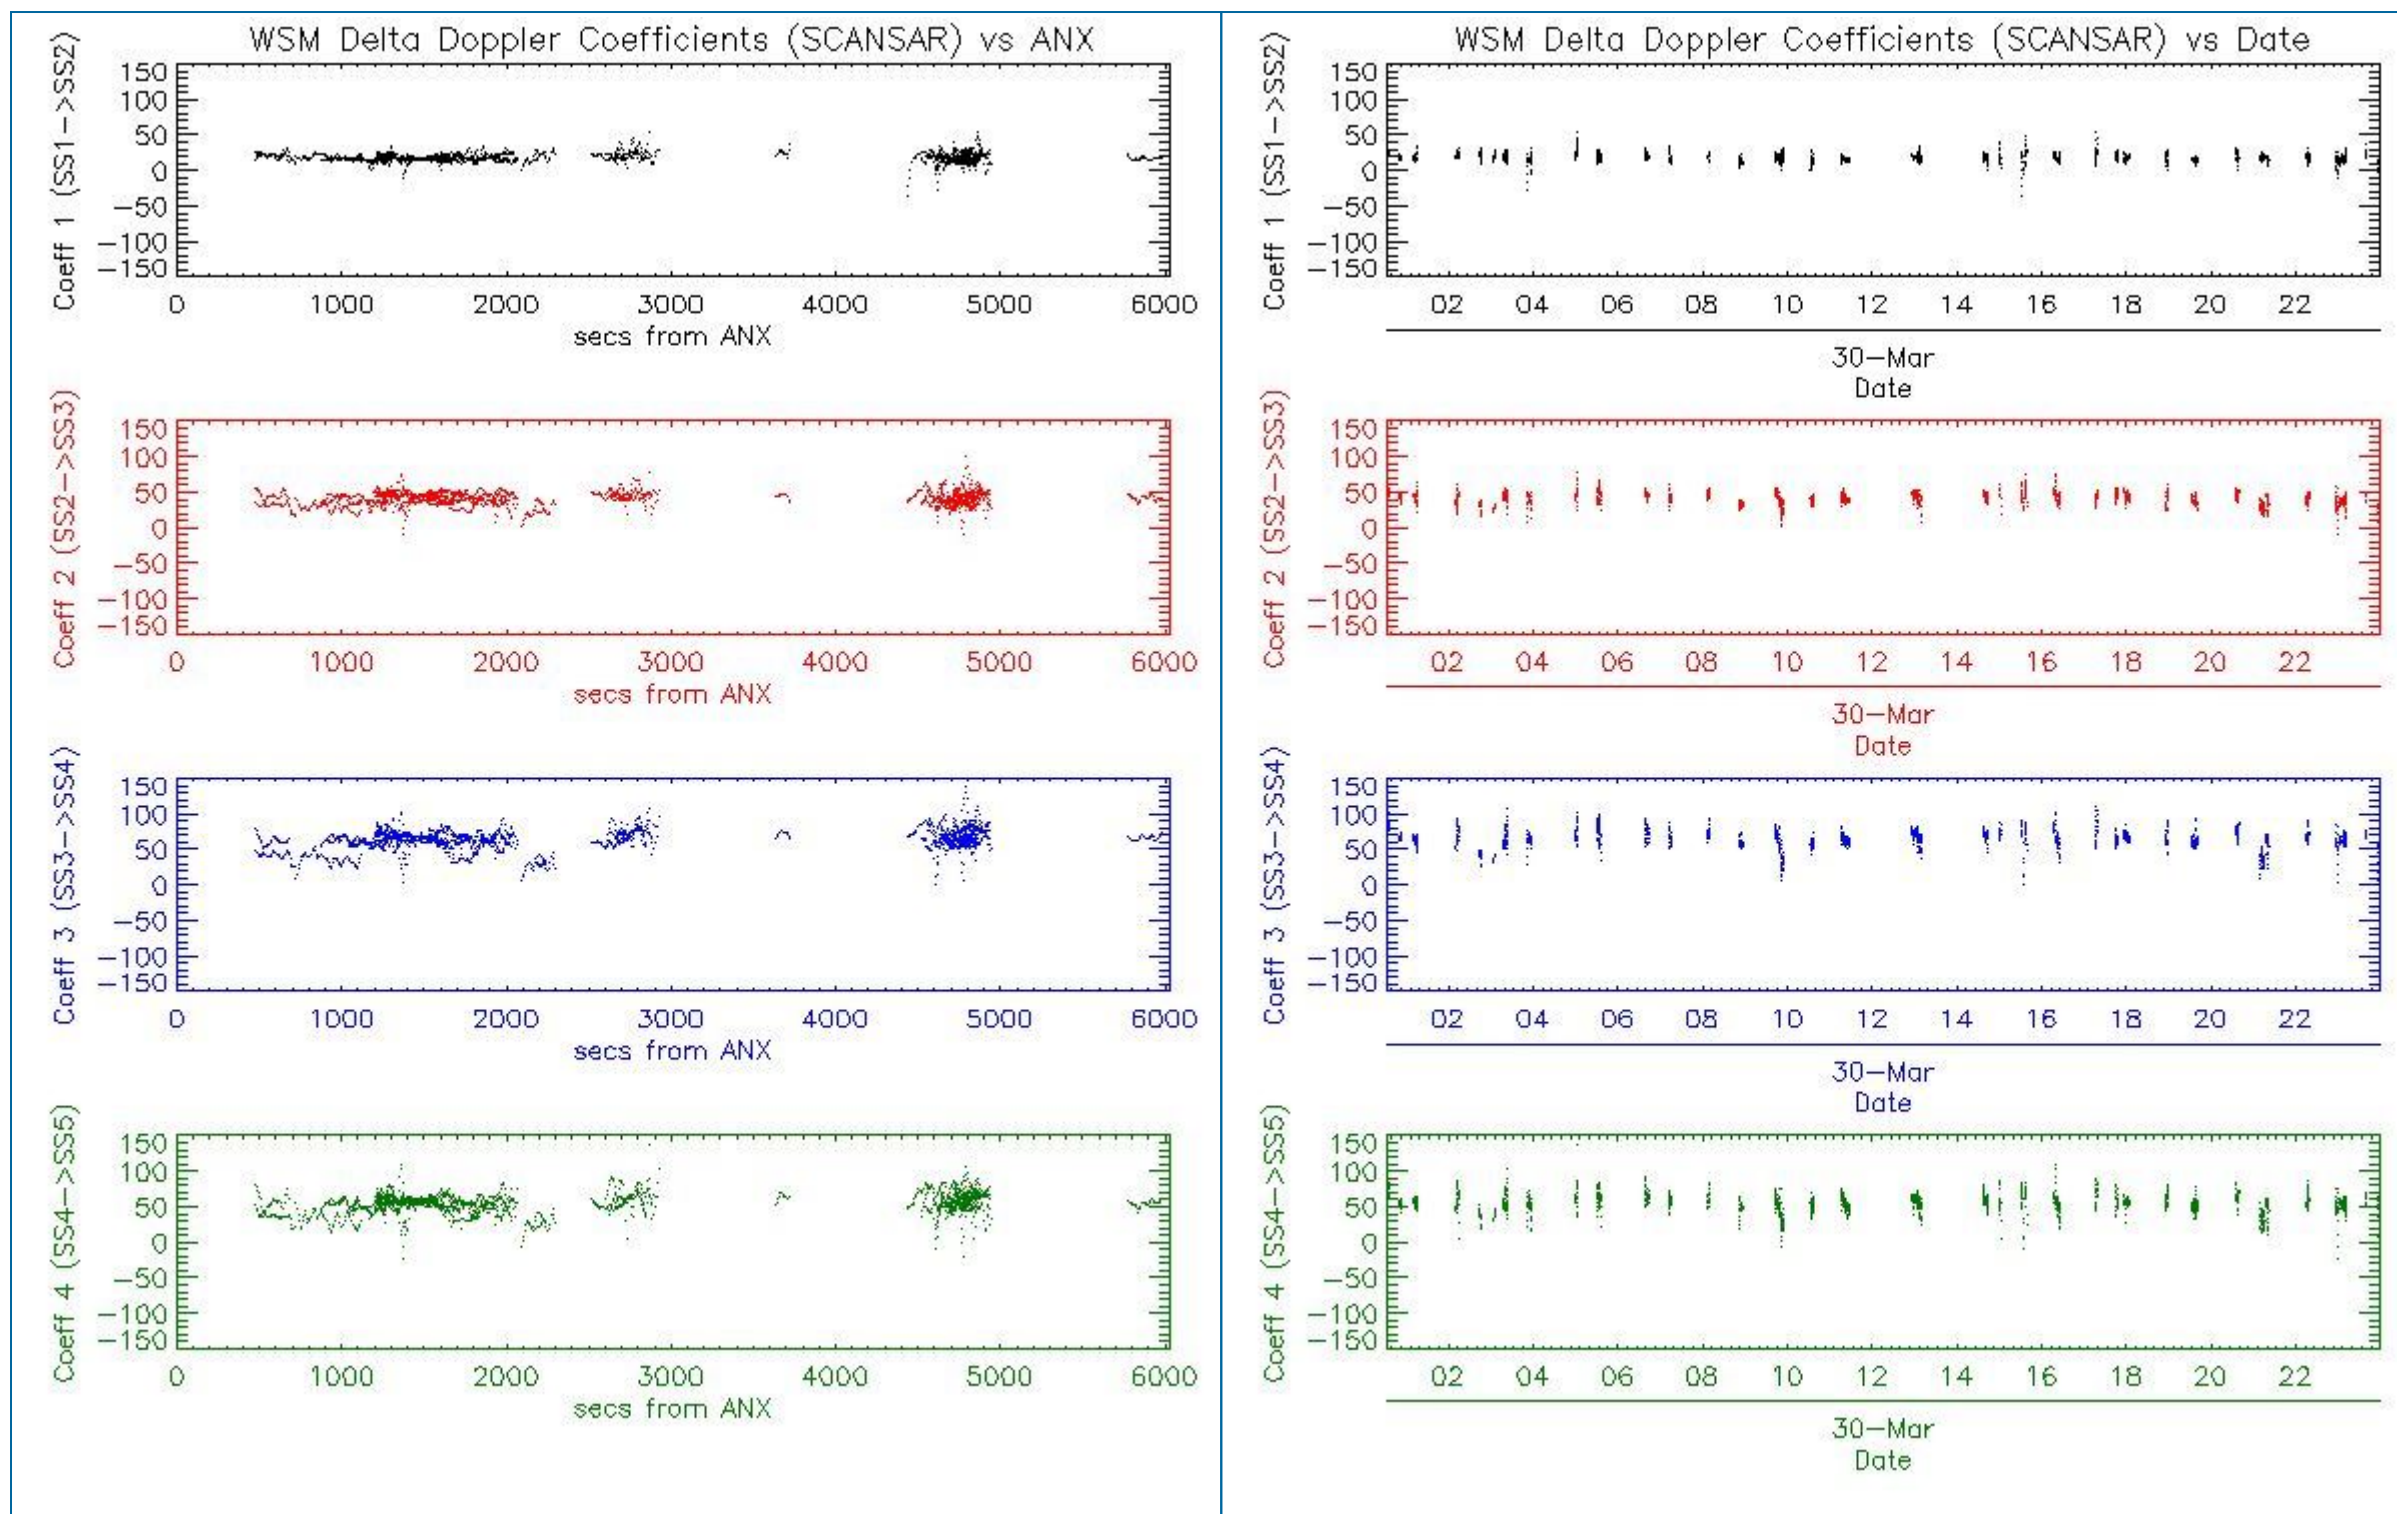 WSM Delta Doppler Coefficients (SCANSAR) vs ANX
Coeff 1 (SS1->SS2)
150
100
50
0
-50
-100
-150
0 1000 2000 3000 4000 5000 6000
secs from ANX
Coeff 2 (SS2->SS3)
150
100
50
0
-50
-100
-150
0 1000 2000 3000 4000 5000 6000
secs from ANX
Coeff 3 (SS3->SS4)
150
100
50
0
-50
-100
-150
0 1000 2000 3000 4000 5000 6000
secs from ANX
Coeff 4 (SS4->SS5)
150
100
50
0
-50
-100
-150
0 1000 2000 3000 4000 5000 6000
secs from ANX
WSM Delta Doppler Coefficients (SCANSAR) vs Date
Coeff 1 (SS1->SS2)
150
100
50
0
-50
-100
-150
02 04 06 08 10 12 14 16 18 20 22
30-Mar
Date
Coeff 2 (SS2->SS3)
150
100
50
0
-50
-100
-150
02 04 06 08 10 12 14 16 18 20 22
30-Mar
Date
Coeff 3 (SS3->SS4)
150
100
50
0
-50
-100
-150
02 04 06 08 10 12 14 16 18 20 22
30-Mar
Date
Coeff 4 (SS4->SS5)
150
100
50
0
-50
-100
-150
02 04 06 08 10 12 14 16 18 20 22
30-Mar
Date